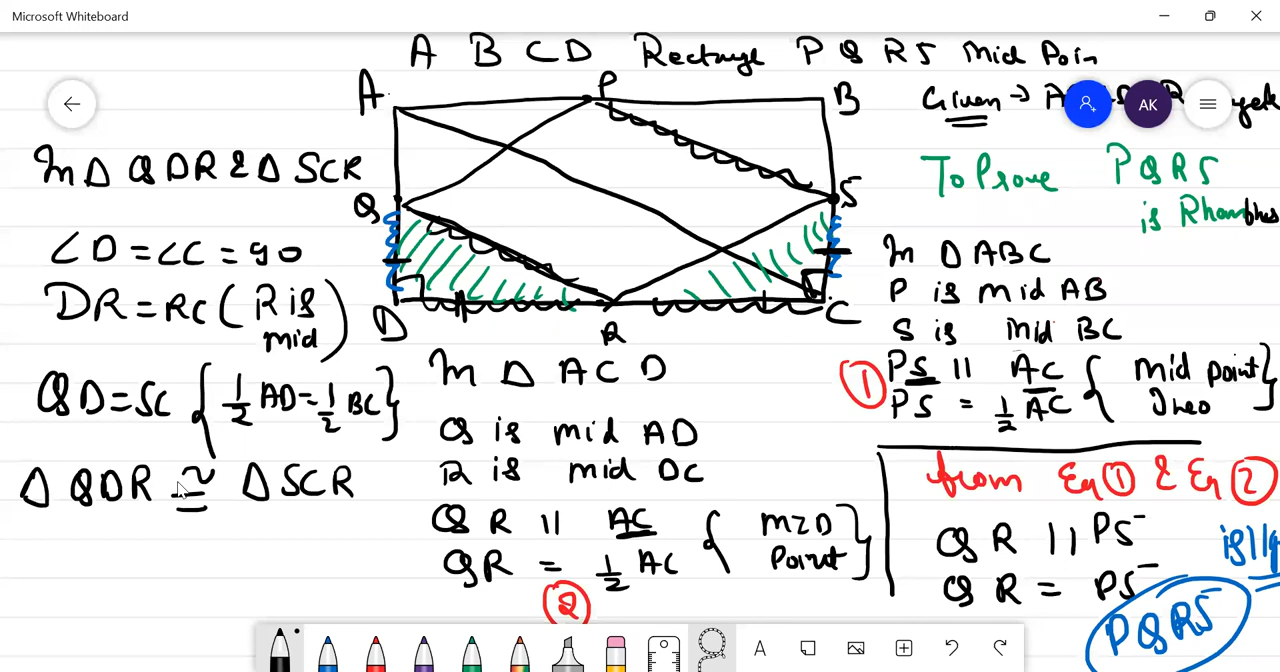 Microsoft Whiteboard
A B C D Rectangle P Q R S Mid Poin
Given →
AK
To Prove PQRS
is Rhombus
A P B
Q S
D R C
In Δ QDR & Δ SCR
∠D = ∠C = 90
DR = RC ( R is mid )
QD = SC { 1/2 AD = 1/2 BC }
Δ QDR ≅ Δ SCR
In Δ ACD
Q is mid AD
R is mid DC
QR || AC { MID
QR = 1/2 AC Point }
2
In Δ ABC
P is mid AB
S is mid BC
1 PS || AC { mid point
PS = 1/2 AC Theo }
from Eq 1 & Eq 2
QR || PS
QR = PS
is ||g
PQRS
A